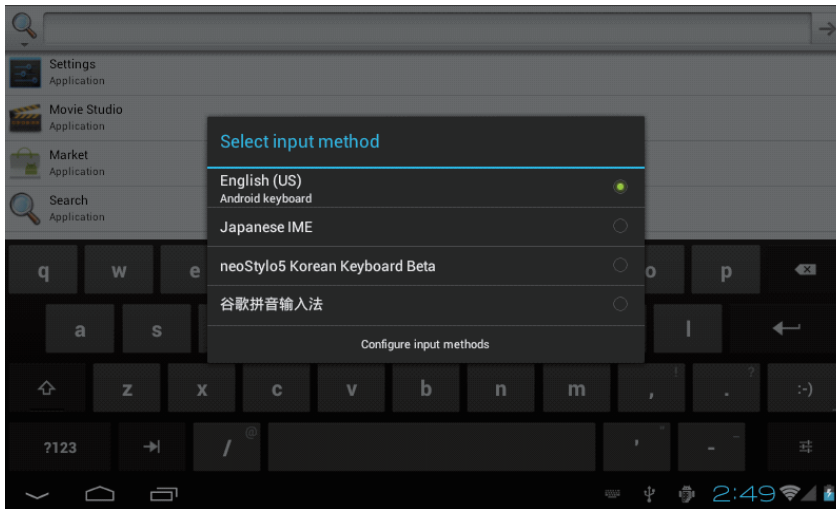 Settings
Application
Movie Studio
Application
Market
Application
Search
Application
Select input method
English (US)
Android keyboard
Japanese IME
neoStylo5 Korean Keyboard Beta
谷歌拼音输入法
Configure input methods
q w e o p
a s l
z x c v b n m , ! . ? :-)
?123 / @ ' " - _
2:49